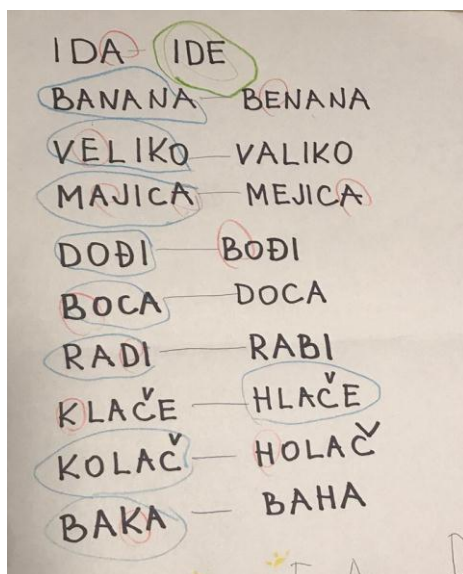 IDA - IDE
BANANA - BENANA
VELIKO - VALIKO
MAJICA - MEJICA
DOĐI - BOĐI
BOCA - DOCA
RADI - RABI
KLAČE - HLAČE
KOLAČ - HOLAČ
BAKA - BAHA